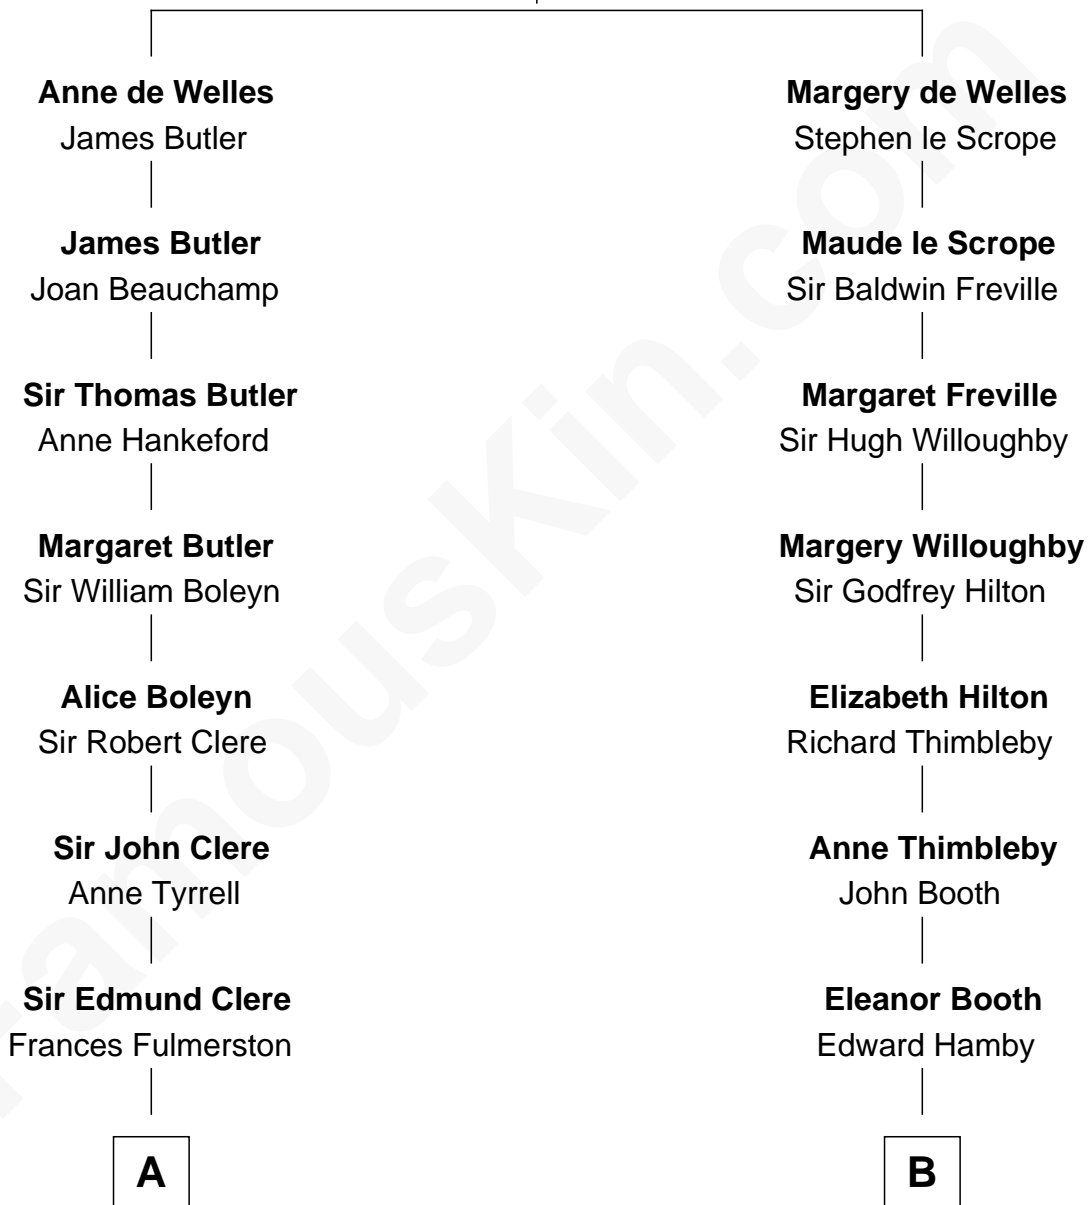 Anne de Welles
James Butler
James Butler
Joan Beauchamp
Sir Thomas Butler
Anne Hankeford
Margaret Butler
Sir William Boleyn
Alice Boleyn
Sir Robert Clere
Sir John Clere
Anne Tyrrell
Sir Edmund Clere
Frances Fulmerston
A
Margery de Welles
Stephen le Scrope
Maude le Scrope
Sir Baldwin Freville
Margaret Freville
Sir Hugh Willoughby
Margery Willoughby
Sir Godfrey Hilton
Elizabeth Hilton
Richard Thimbleby
Anne Thimbleby
John Booth
Eleanor Booth
Edward Hamby
B
FamousKin.com